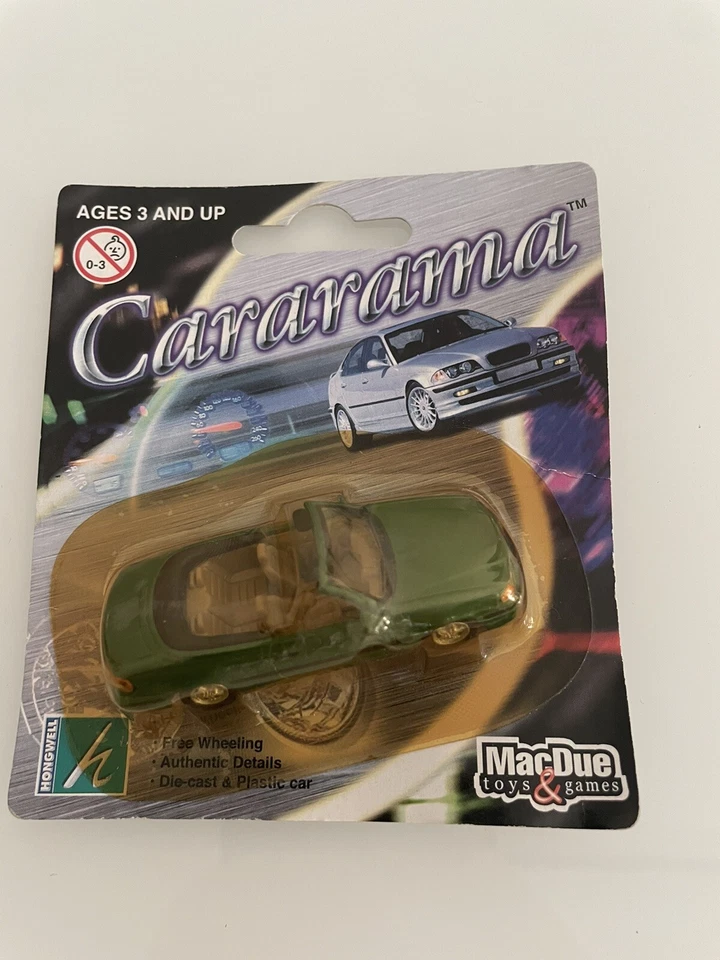 AGES 3 AND UP
0-3
Cararama™
HONGWELL
h
· Free Wheeling
· Authentic Details
· Die-cast & Plastic car
MacDue
toys & games